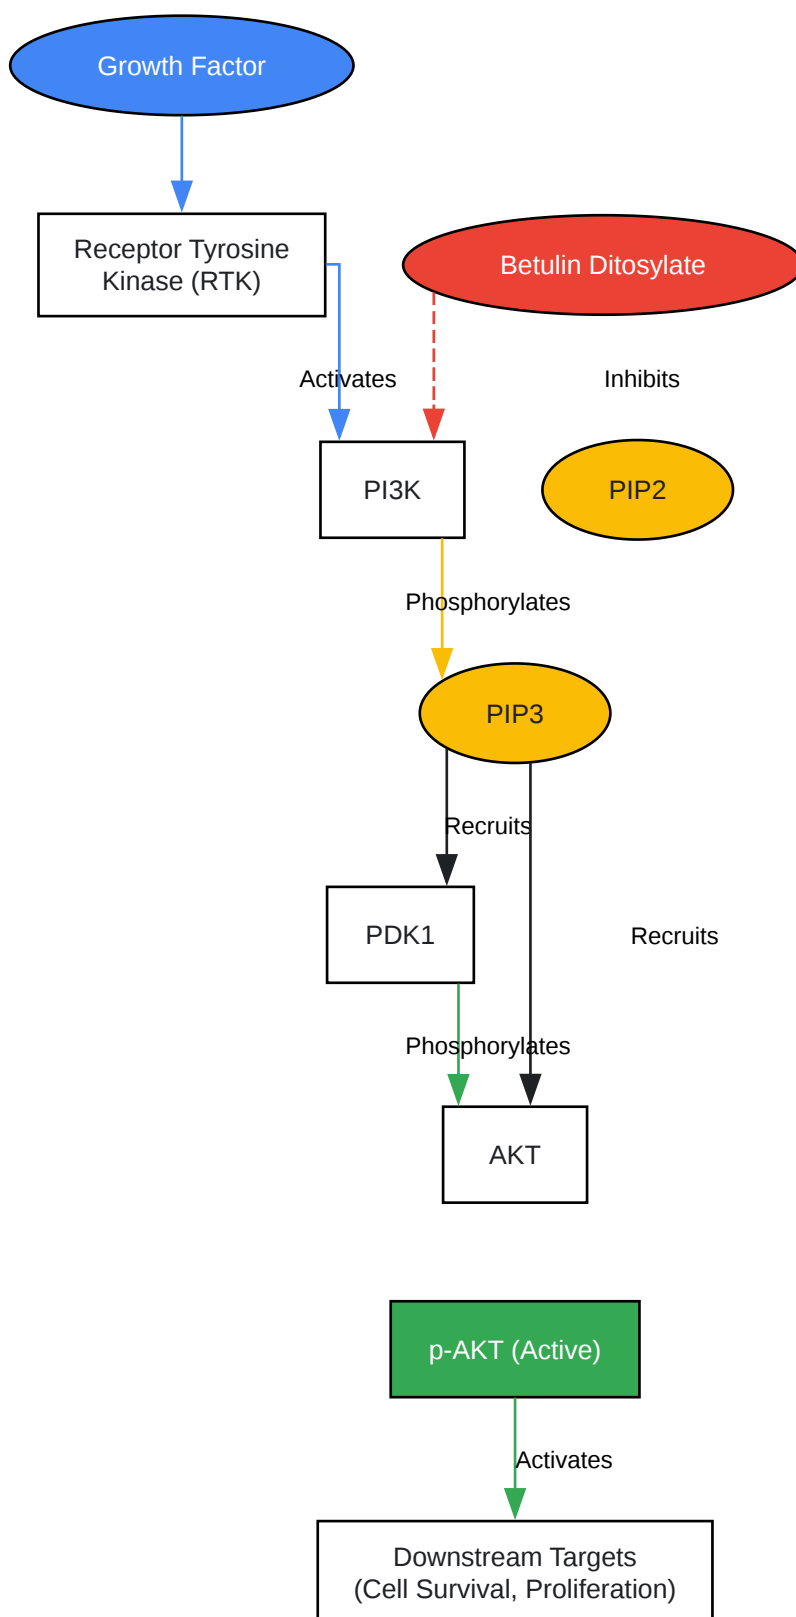 Growth Factor
Receptor Tyrosine
Kinase (RTK)
Betulin Ditosylate
Activates
Inhibits
PI3K
PIP2
Phosphorylates
PIP3
Recruits
PDK1
Recruits
Phosphorylates
AKT
p-AKT (Active)
Activates
Downstream Targets
(Cell Survival, Proliferation)